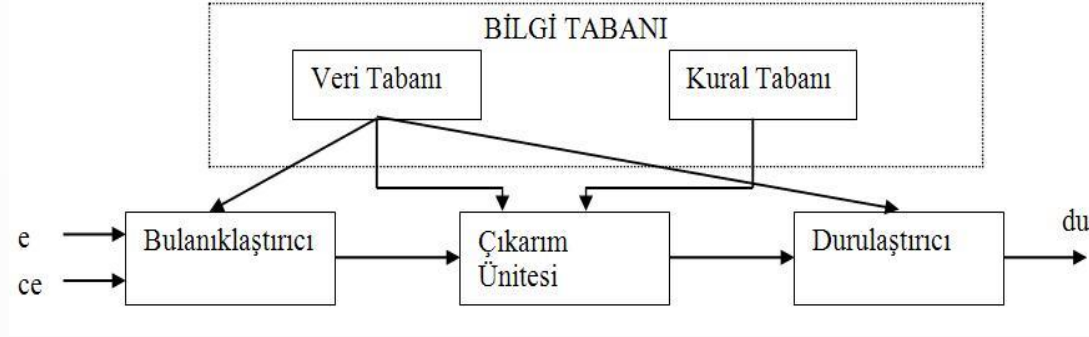 BİLGİ TABANI
Veri Tabanı
Kural Tabanı
e
ce
Bulanıklaştırıcı
Çıkarım
Ünitesi
Durulaştırıcı
du